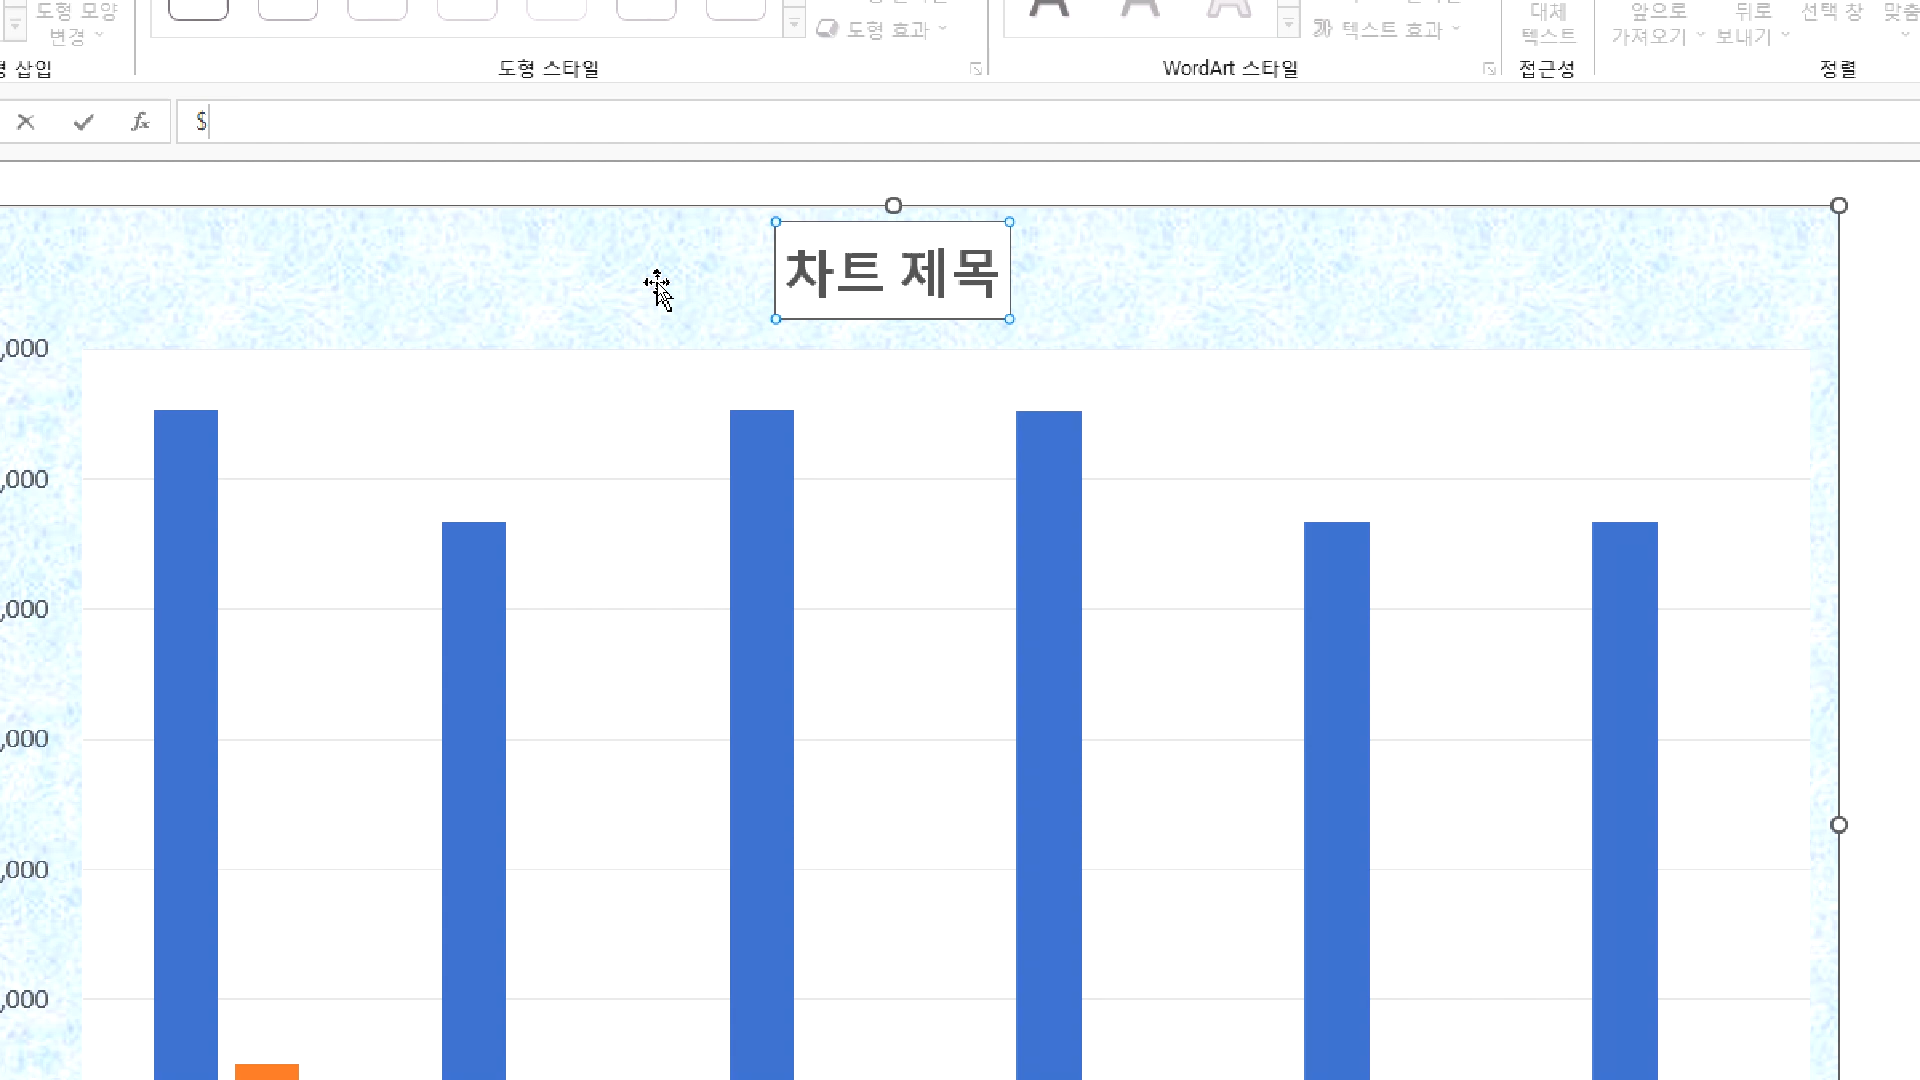 도형 모양
변경
도형 효과
텍스트 효과
대체
텍스트
앞으로
가져오기
뒤로
보내기
선택 창
삽입
도형 스타일
WordArt 스타일
접근성
정렬
fx
$
차트 제목
,000
,000
,000
,000
,000
,000